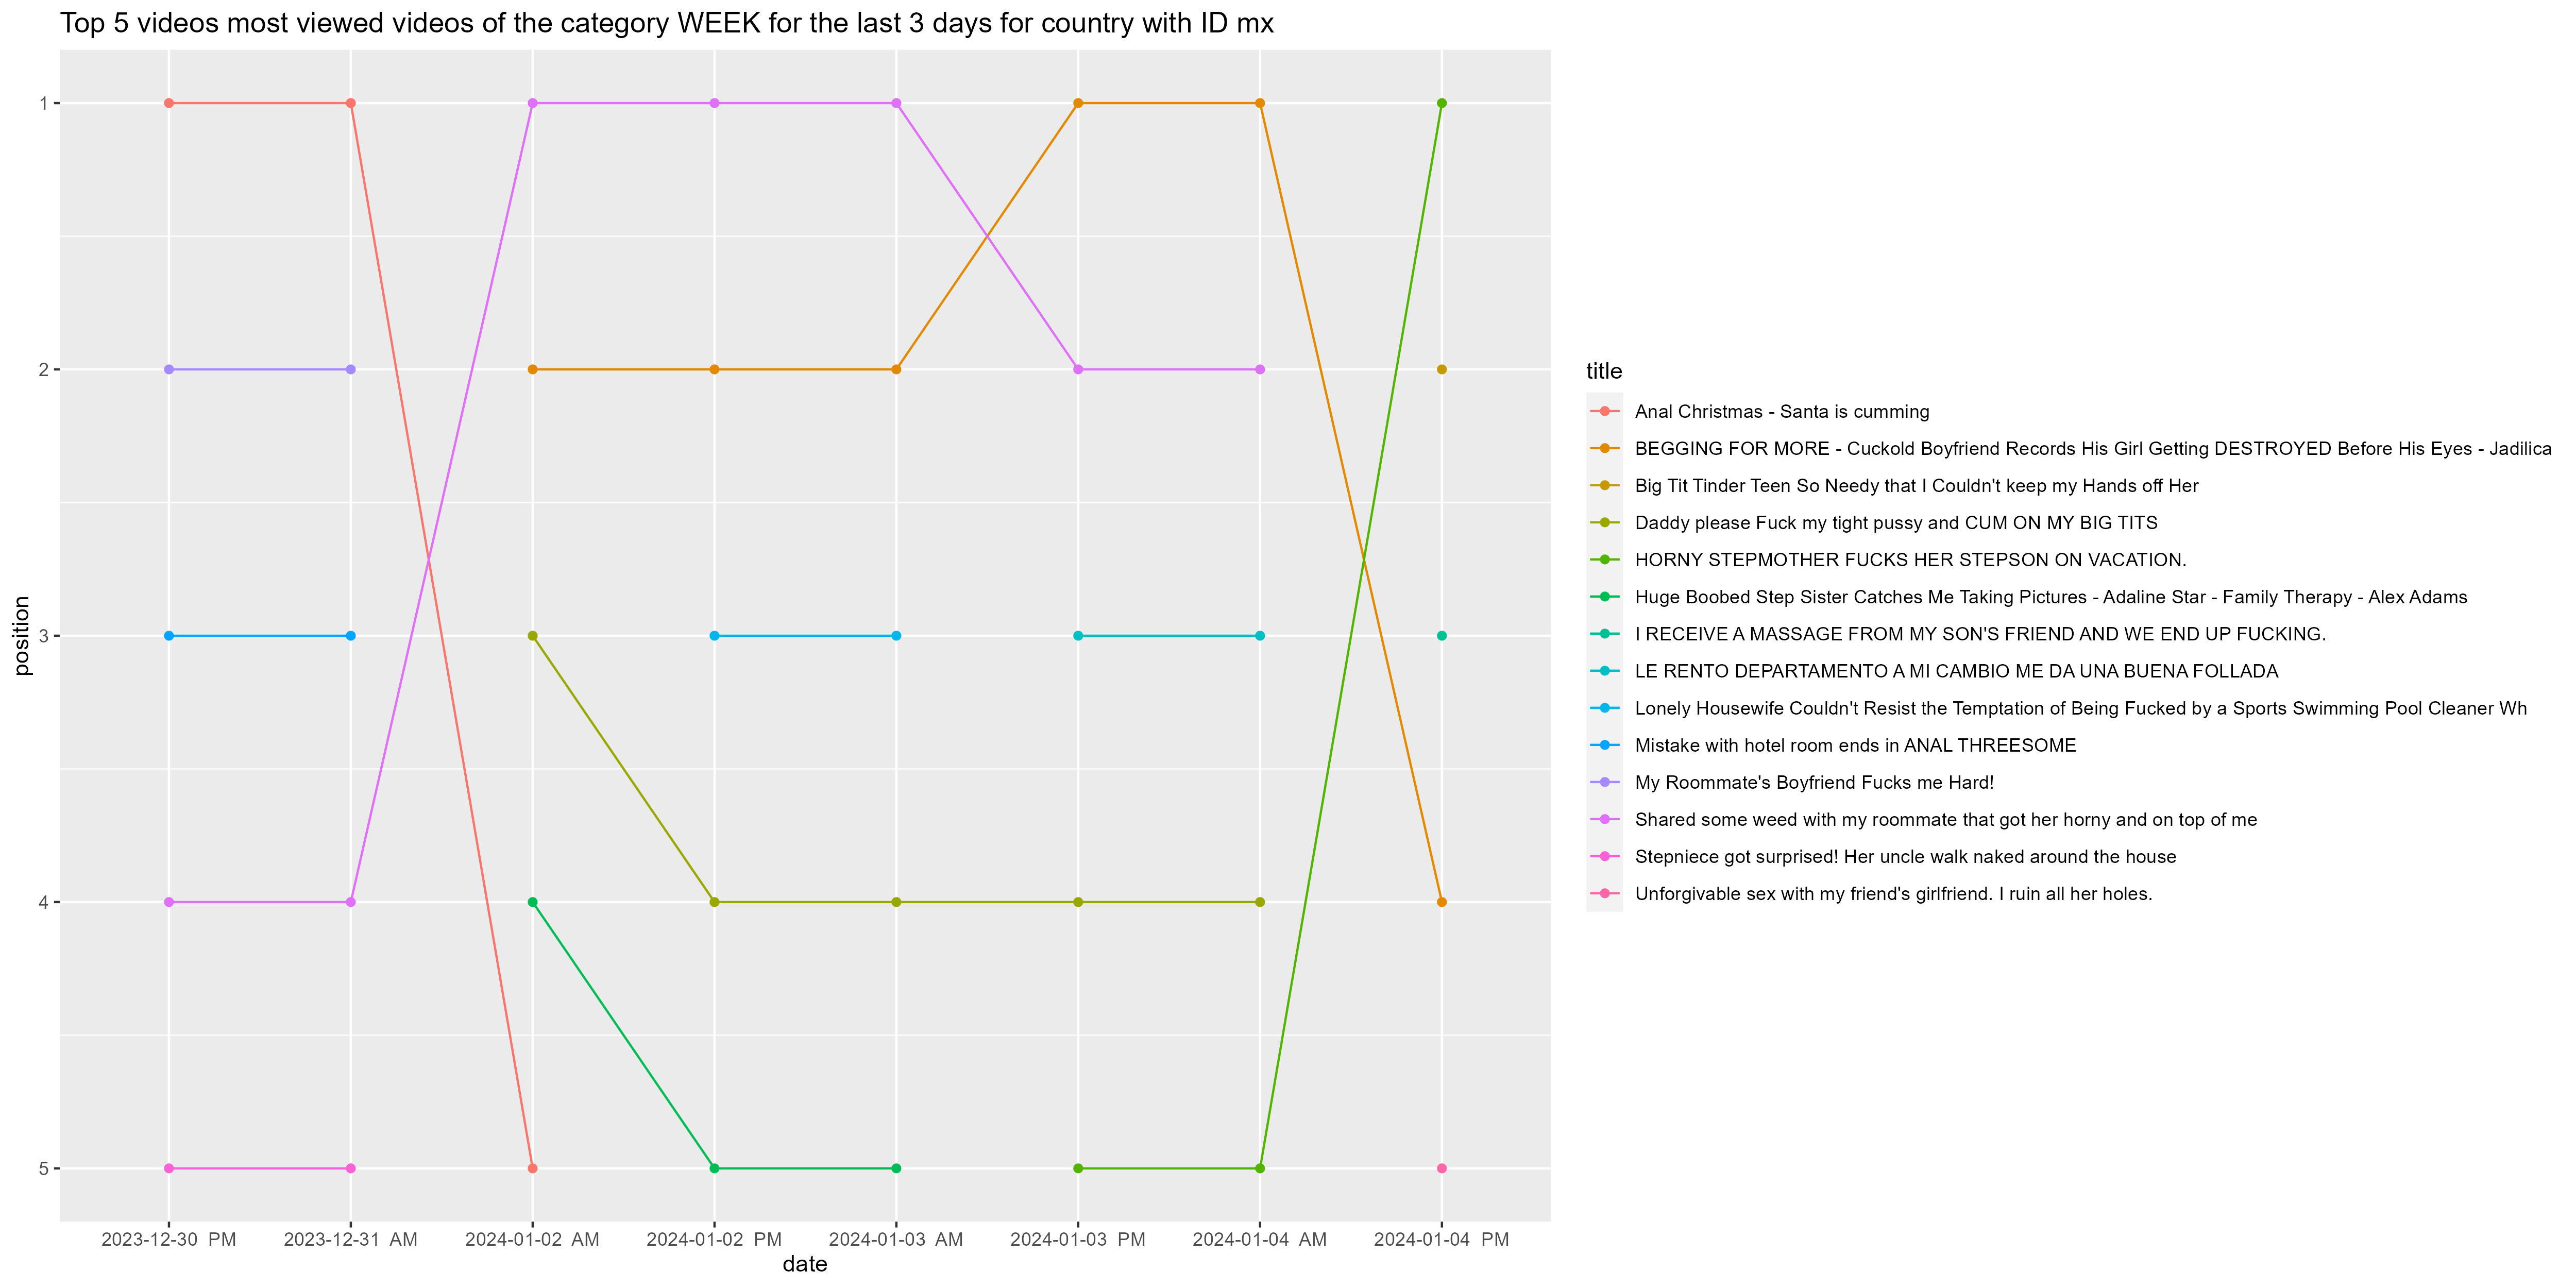 Top 5 videos most viewed videos of the category WEEK for the last 3 days for country with ID mx
1
2
3
4
5
position
2023-12-30 PM
2023-12-31 AM
2024-01-02 AM
2024-01-02 PM
2024-01-03 AM
2024-01-03 PM
2024-01-04 AM
2024-01-04 PM
date
title
Anal Christmas - Santa is cumming
BEGGING FOR MORE - Cuckold Boyfriend Records His Girl Getting DESTROYED Before His Eyes - Jadilica
Big Tit Tinder Teen So Needy that I Couldn't keep my Hands off Her
Daddy please Fuck my tight pussy and CUM ON MY BIG TITS
HORNY STEPMOTHER FUCKS HER STEPSON ON VACATION.
Huge Boobed Step Sister Catches Me Taking Pictures - Adaline Star - Family Therapy - Alex Adams
I RECEIVE A MASSAGE FROM MY SON'S FRIEND AND WE END UP FUCKING.
LE RENTO DEPARTAMENTO A MI CAMBIO ME DA UNA BUENA FOLLADA
Lonely Housewife Couldn't Resist the Temptation of Being Fucked by a Sports Swimming Pool Cleaner Wh
Mistake with hotel room ends in ANAL THREESOME
My Roommate's Boyfriend Fucks me Hard!
Shared some weed with my roommate that got her horny and on top of me
Stepniece got surprised! Her uncle walk naked around the house
Unforgivable sex with my friend's girlfriend. I ruin all her holes.